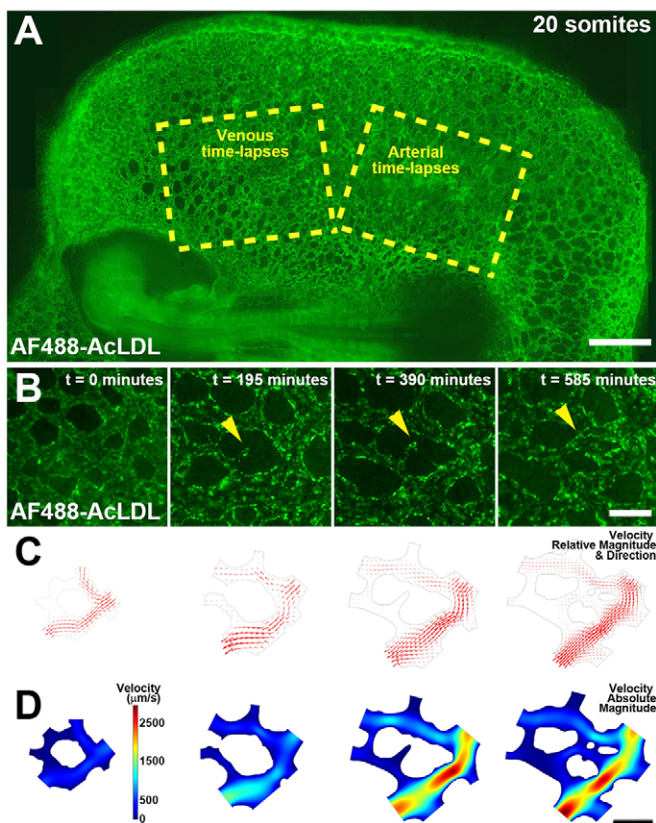 A
20 somites
Venous
time-lapses
Arterial
time-lapses
AF488-AcLDL
B
t = 0 minutes
t = 195 minutes
t = 390 minutes
t = 585 minutes
AF488-AcLDL
C
Velocity
Relative Magnitude
& Direction
D
Velocity
(μm/s)
2500
1500
500
0
Velocity
Absolute
Magnitude